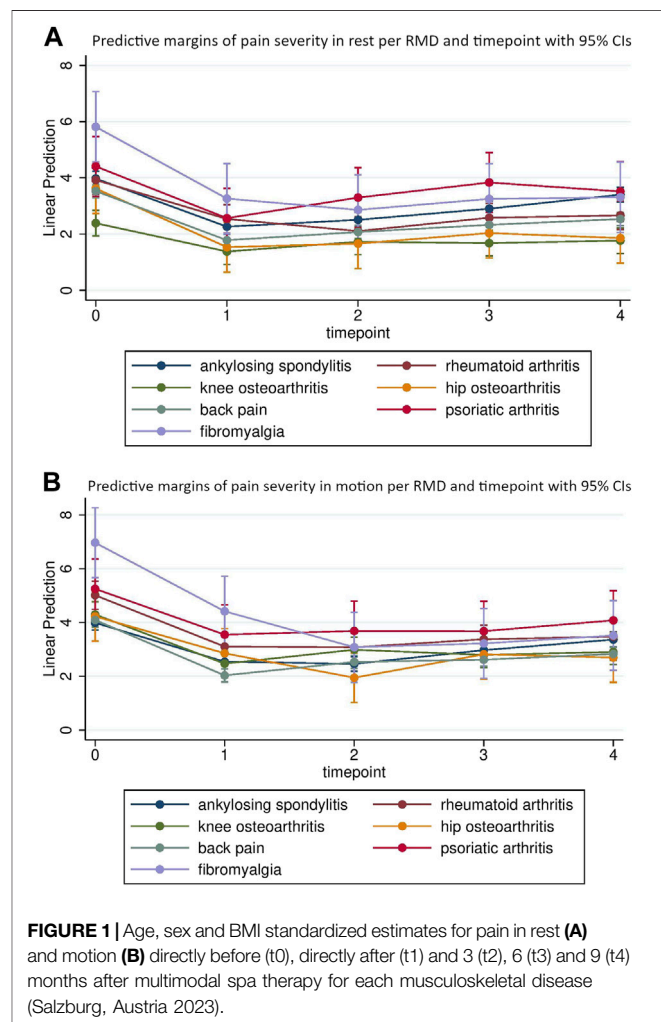 A
Predictive margins of pain severity in rest per RMD and timepoint with 95% CIs
8
6
4
2
0
Linear Prediction
0 1 2 3 4
timepoint
ankylosing spondylitis rheumatoid arthritis
knee osteoarthritis hip osteoarthritis
back pain psoriatic arthritis
fibromyalgia
B
Predictive margins of pain severity in motion per RMD and timepoint with 95% CIs
8
6
4
2
0
Linear Prediction
0 1 2 3 4
timepoint
ankylosing spondylitis rheumatoid arthritis
knee osteoarthritis hip osteoarthritis
back pain psoriatic arthritis
fibromyalgia
FIGURE 1 | Age, sex and BMI standardized estimates for pain in rest (A)
and motion (B) directly before (t0), directly after (t1) and 3 (t2), 6 (t3) and 9 (t4)
months after multimodal spa therapy for each musculoskeletal disease
(Salzburg, Austria 2023).